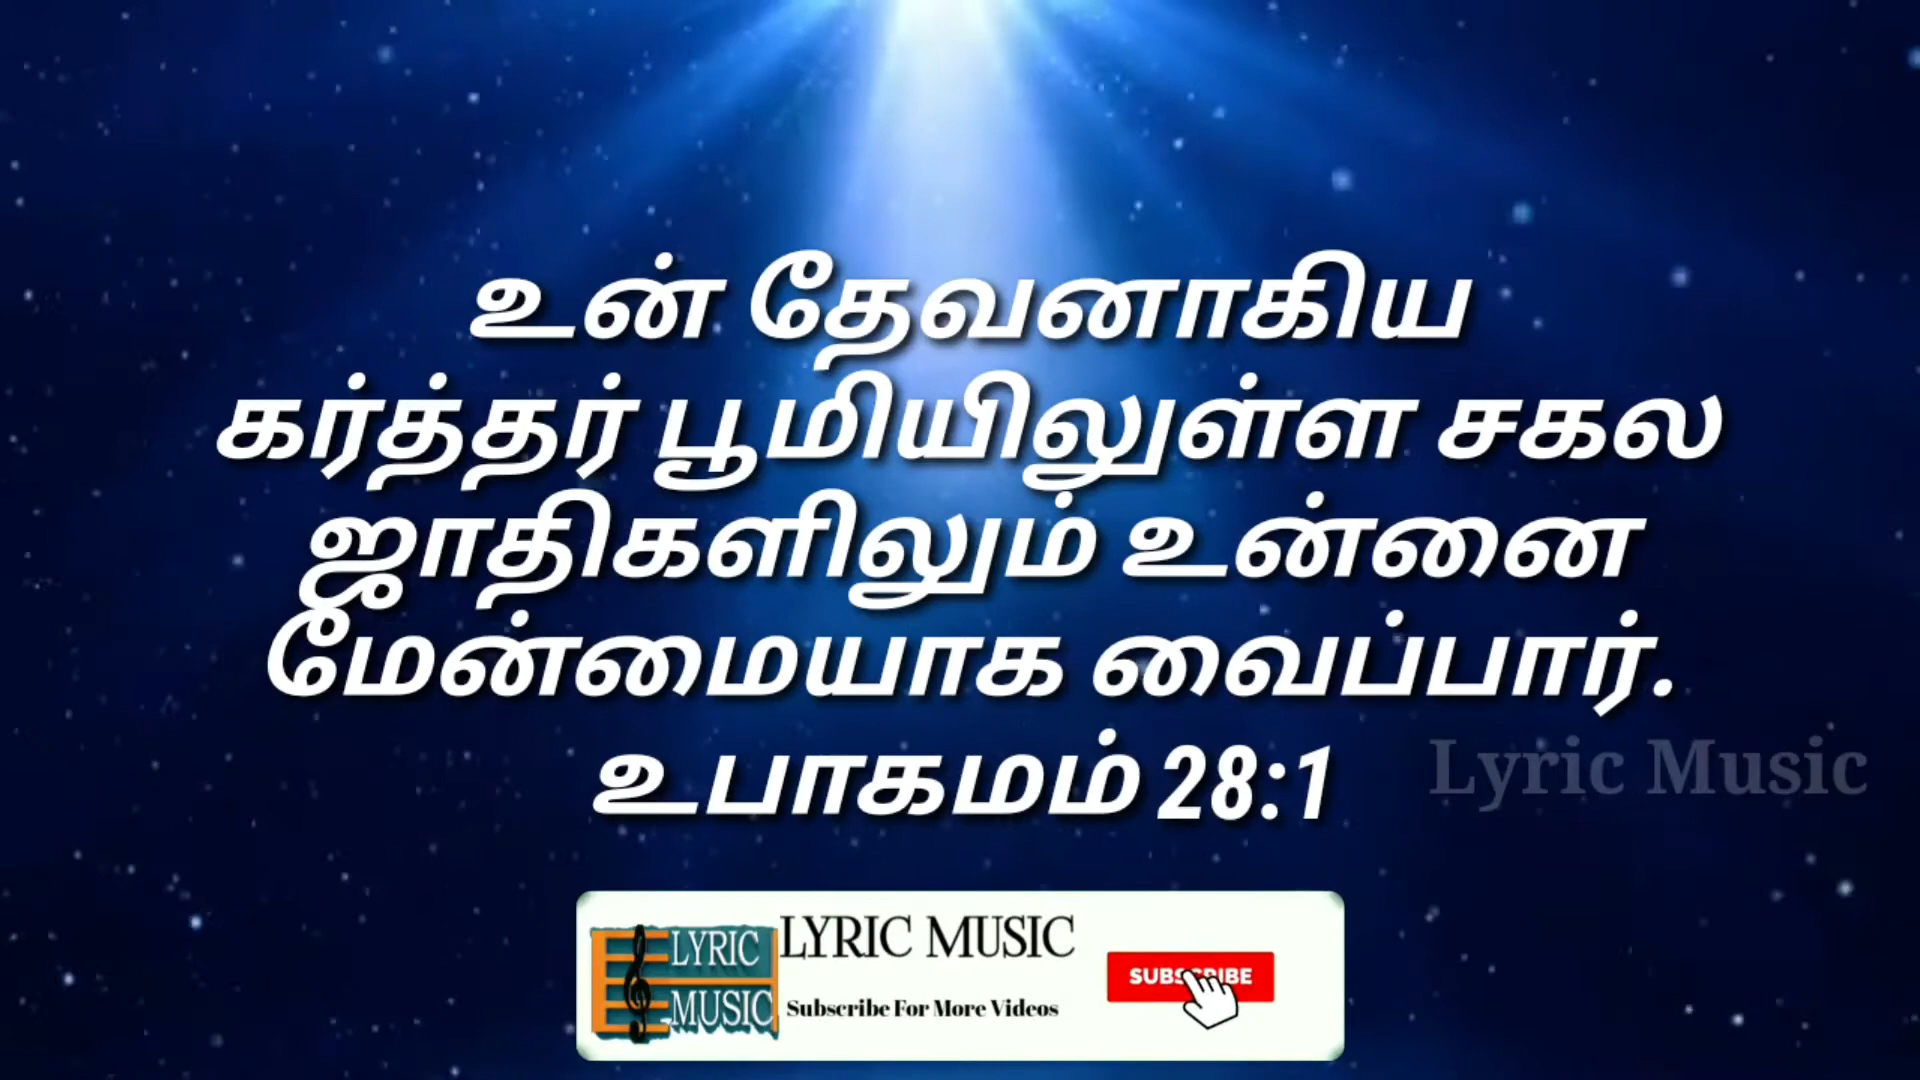 உன் தேவனாகிய
கர்த்தர் பூமியிலுள்ள சகல
ஜாதிகளிலும் உன்னை
மேன்மையாக வைப்பார்.
உபாகமம் 28:1
Lyric Music
LYRIC
MUSIC
LYRIC MUSIC
Subscribe For More Videos
SUBSCRIBE